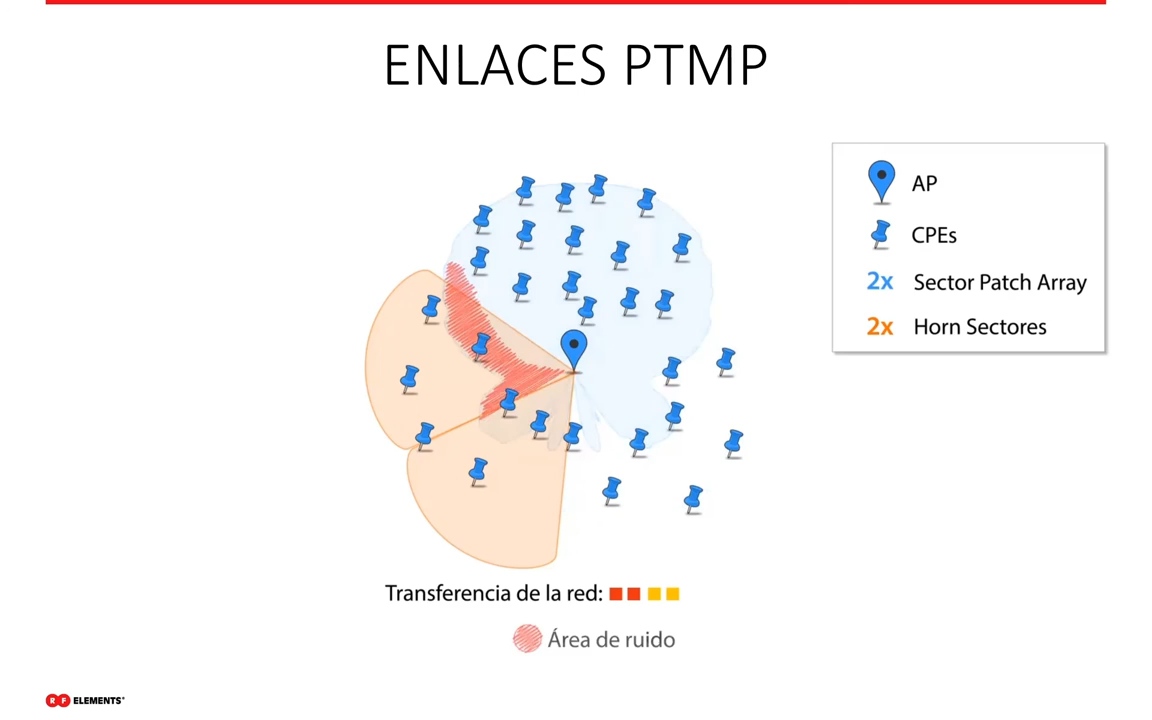 ENLACES PTMP
AP
CPEs
2x Sector Patch Array
2x Horn Sectores
Transferencia de la red:
Área de ruido
RF ELEMENTS®